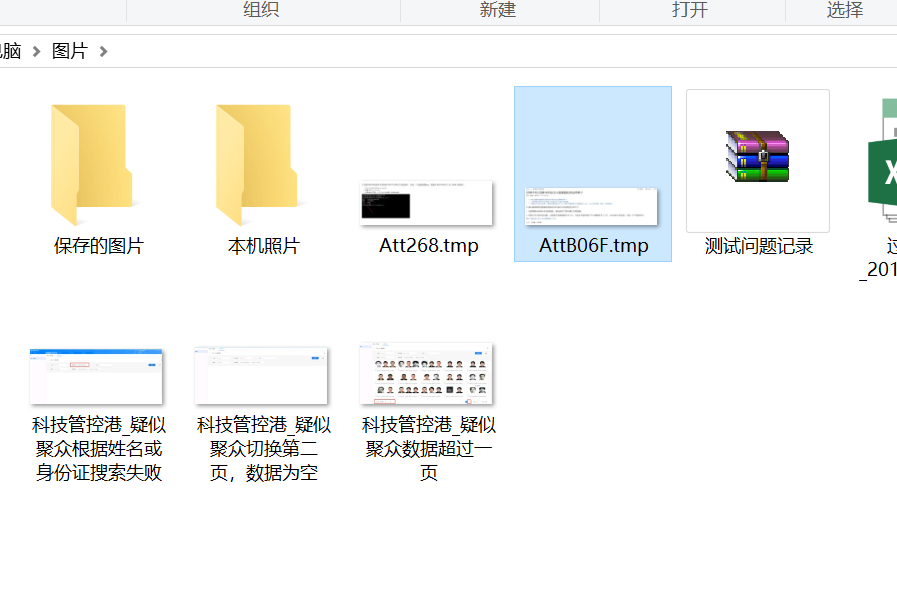 组织 新建 打开 选择
脑 图片
保存的图片
本机照片
Att268.tmp
AttB06F.tmp
测试问题记录
过
_201
科技管控港_疑似
聚众根据姓名或
身份证搜索失败
科技管控港_疑似
聚众切换第二
页，数据为空
科技管控港_疑似
聚众数据超过一
页